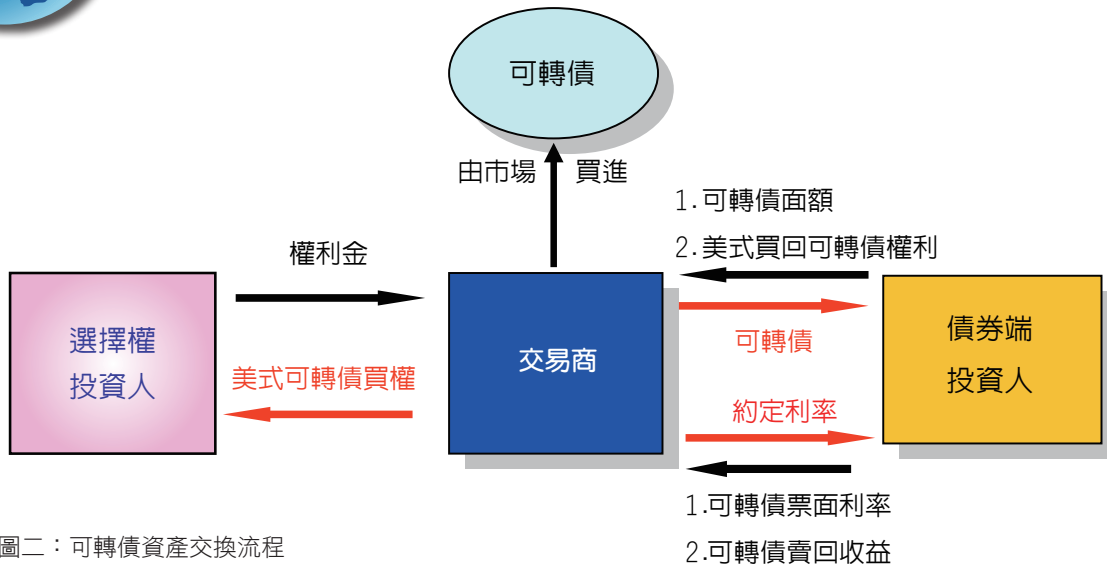 可轉債
由市場 買進
1.可轉債面額
2.美式買回可轉債權利
權利金
選擇權
投資人
美式可轉債買權
交易商
可轉債
約定利率
債券端
投資人
1.可轉債票面利率
2.可轉債賣回收益
圖二：可轉債資產交換流程